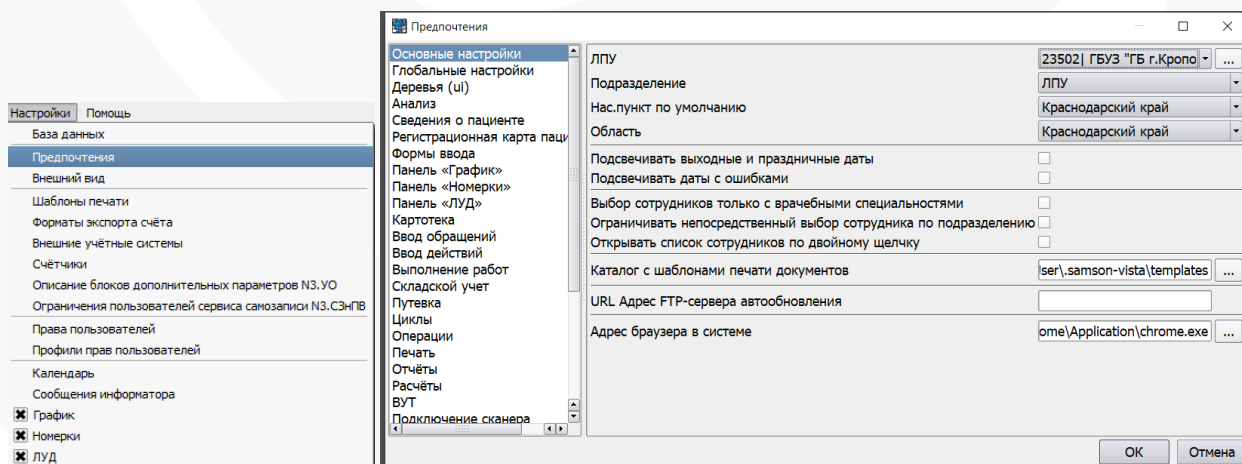 Настройки Помощь
База данных
Предпочтения
Внешний вид
Шаблоны печати
Форматы экспорта счёта
Внешние учётные системы
Счётчики
Описание блоков дополнительных параметров N3.УО
Ограничения пользователей сервиса самозаписи N3.СЗнПВ
Права пользователей
Профили прав пользователей
Календарь
Сообщения информатора
График
Номерки
ЛУД
Предпочтения
Основные настройки
Глобальные настройки
Деревья (ui)
Анализ
Сведения о пациенте
Регистрационная карта паци
Формы ввода
Панель «График»
Панель «Номерки»
Панель «ЛУД»
Картотека
Ввод обращений
Ввод действий
Выполнение работ
Складской учет
Путевка
Циклы
Операции
Печать
Отчёты
Расчёты
ВУТ
Подключение сканера
ЛПУ 23502| ГБУЗ "ГБ г.Кропо ...
Подразделение ЛПУ
Нас.пункт по умолчанию Краснодарский край
Область Краснодарский край
Подсвечивать выходные и праздничные даты
Подсвечивать даты с ошибками
Выбор сотрудников только с врачебными специальностями
Ограничивать непосредственный выбор сотрудника по подразделению
Открывать список сотрудников по двойному щелчку
Каталог с шаблонами печати документов ser\.samson-vista\templates ...
URL Адрес FTP-сервера автообновления
Адрес браузера в системе ome\Application\chrome.exe ...
ОК Отмена